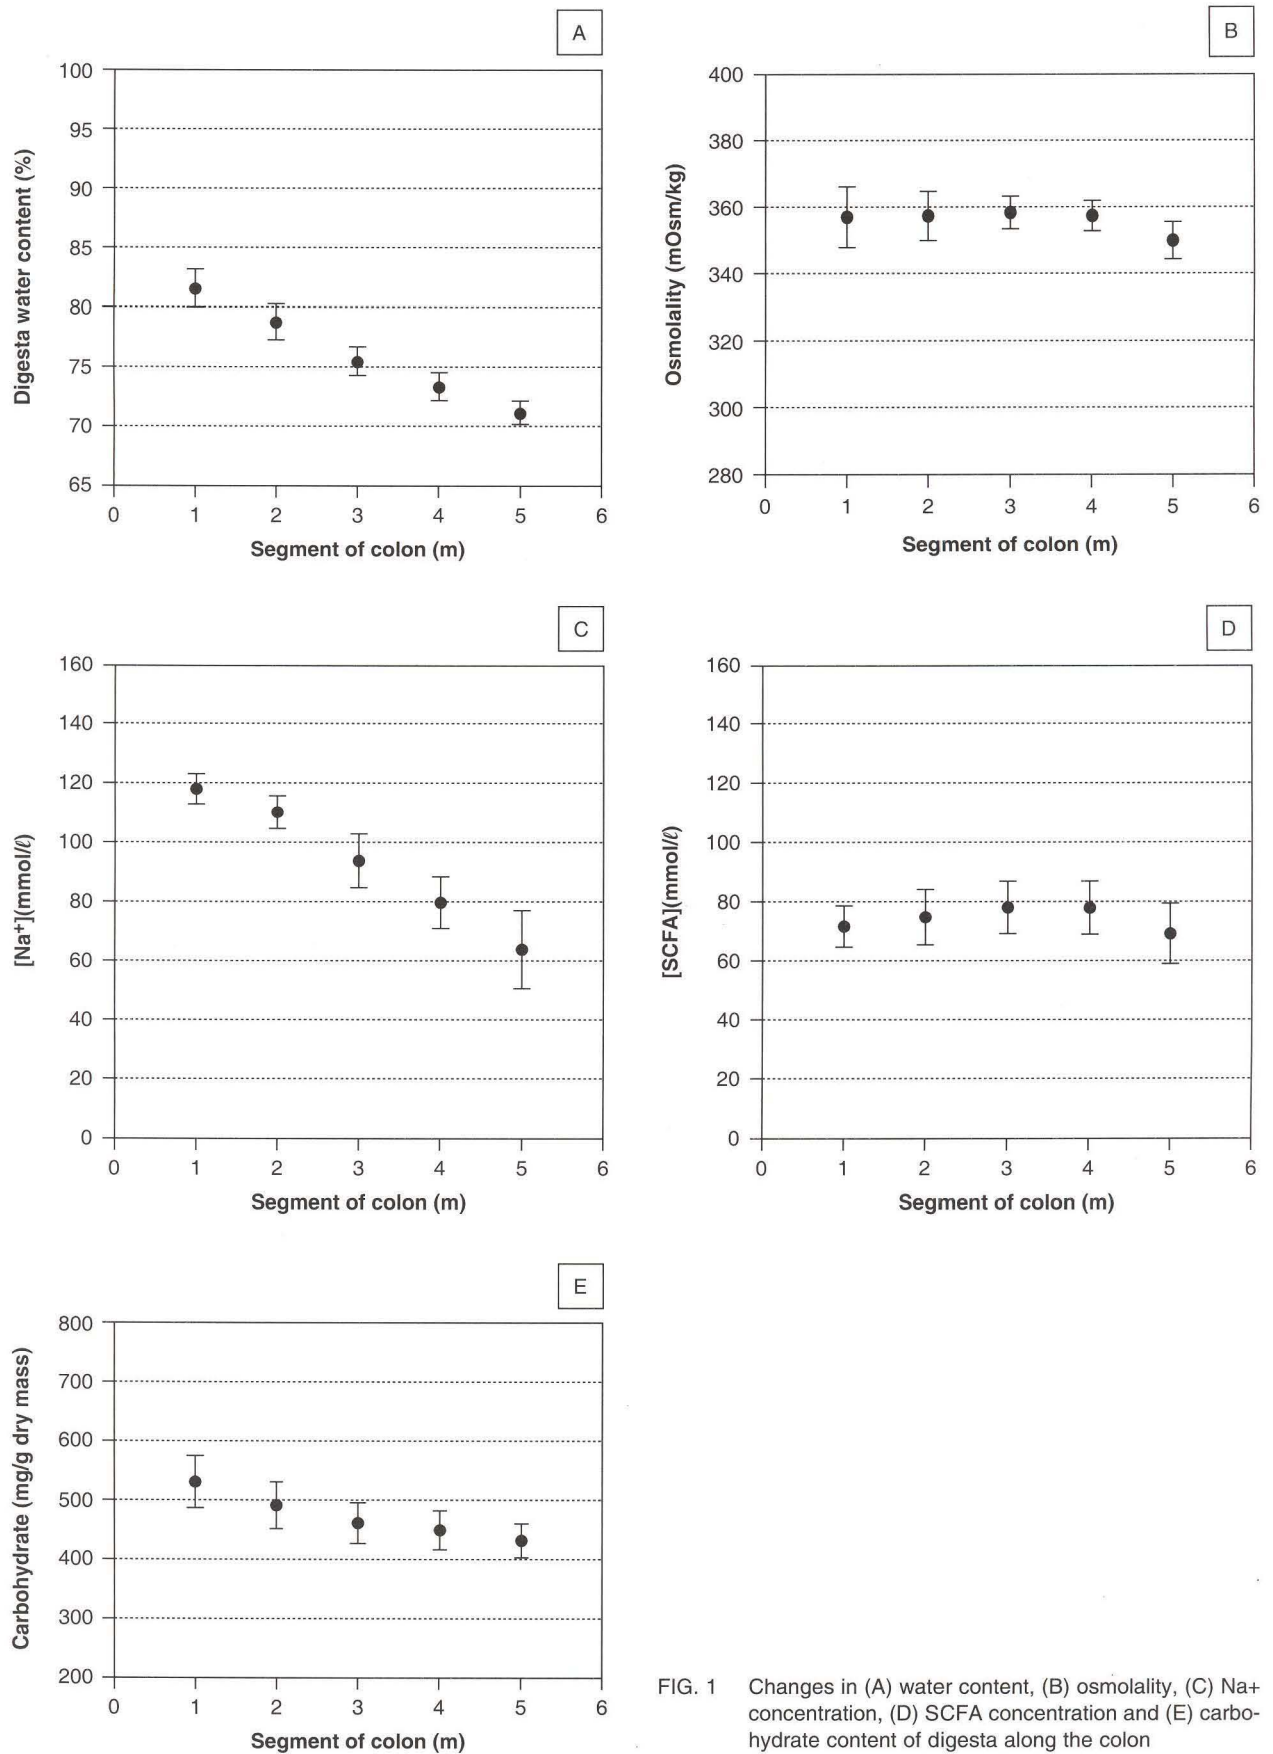 A
100
95
90
85
80
75
70
65
Digesta water content (%)
0 1 2 3 4 5 6
Segment of colon (m)
B
400
380
360
340
320
300
280
Osmolality (mOsm/kg)
0 1 2 3 4 5 6
Segment of colon (m)
C
160
140
120
100
80
60
40
20
0
[Na+](mmol/ℓ)
0 1 2 3 4 5 6
Segment of colon (m)
D
160
140
120
100
80
60
40
20
0
[SCFA](mmol/ℓ)
0 1 2 3 4 5 6
Segment of colon (m)
E
800
700
600
500
400
300
200
Carbohydrate (mg/g dry mass)
0 1 2 3 4 5 6
Segment of colon (m)
FIG. 1 Changes in (A) water content, (B) osmolality, (C) Na+
concentration, (D) SCFA concentration and (E) carbo-
hydrate content of digesta along the colon